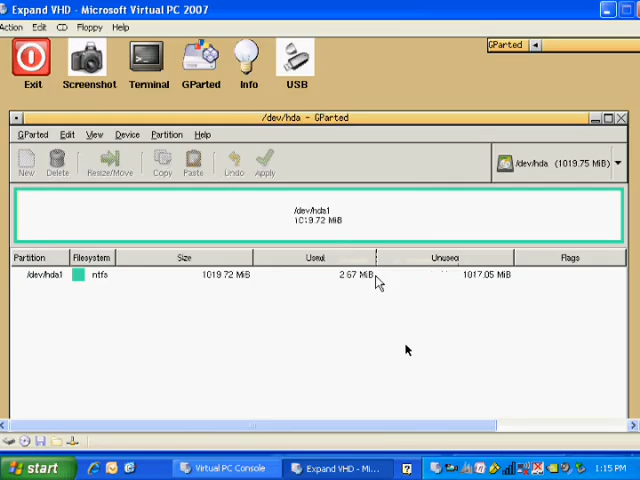 Expand VHD - Microsoft Virtual PC 2007
Action Edit CD Floppy Help
GParted
Exit Screenshot Terminal GParted Info USB
/dev/hda - GParted
GParted Edit View Device Partition Help
New Delete Resize/Move Copy Paste Undo Apply
/dev/hda (1019.75 MiB)
/dev/hda1
1019.72 MiB
Partition Filesystem Size Used Unused Flags
/dev/hda1 ntfs 1019.72 MiB 2.67 MiB 1017.05 MiB
start Virtual PC Console Expand VHD - Mi... 1:15 PM